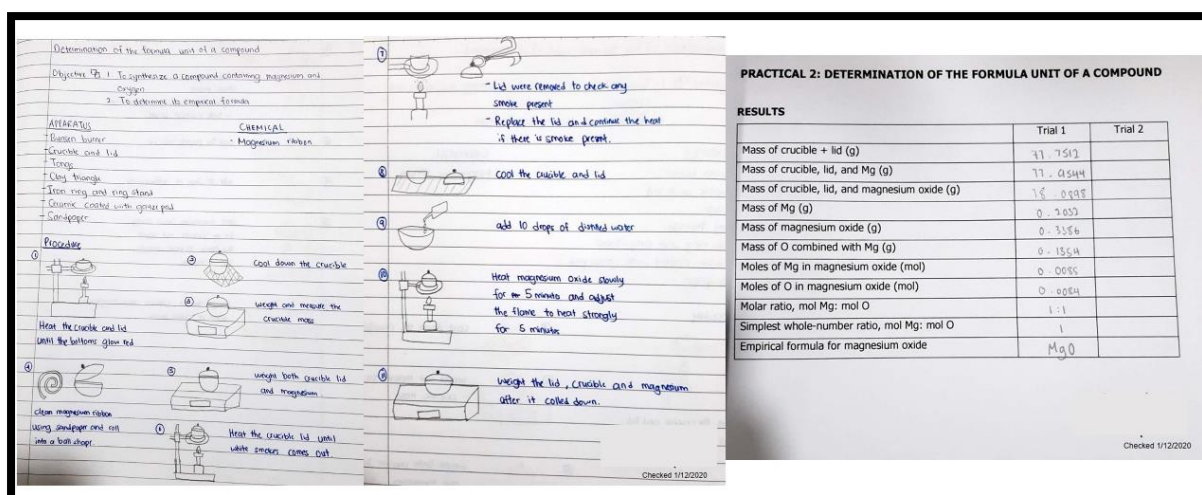 Determination of the formula unit of a compound
Objective 1. To synthesize a compound containing magnesium and
oxygen
2. To determine its empirical formula
APPARATUS
- Bunsen burner
- Crucible and lid
- Tongs
- Clay triangle
- Iron ring and ring stand
- Ceramic coated with gauze pad
- Sandpaper
CHEMICAL
- Magnesium ribbon
Procedure
①
Heat the crucible and lid
until the bottoms glow red
Cool down the crucible
weight and measure the
crucible mass
④
clean magnesium ribbon
using sandpaper and coil
into a ball shape.
⑤
weight both crucible lid
and magnesium.
⑥
Heat the crucible lid until
white smokes comes out
⑦
- Lid were removed to check any
smoke present
- Replace the lid and continue the heat
if there is smoke present.
⑧
cool the crucible and lid
⑨
add 10 drops of distilled water
⑩
Heat magnesium oxide slowly
for 5 minute and adjust
the flame to heat strongly
for 5 minutes
⑪
weight the lid, crucible and magnesium
after it colled down.
Checked 1/12/2020
PRACTICAL 2: DETERMINATION OF THE FORMULA UNIT OF A COMPOUND
RESULTS
Trial 1 Trial 2
Mass of crucible + lid (g) 77.7512
Mass of crucible, lid, and Mg (g) 77.9544
Mass of crucible, lid, and magnesium oxide (g) 18.0898
Mass of Mg (g) 0.2032
Mass of magnesium oxide (g) 0.3386
Mass of O combined with Mg (g) 0.1354
Moles of Mg in magnesium oxide (mol) 0.0085
Moles of O in magnesium oxide (mol) 0.0084
Molar ratio, mol Mg: mol O 1:1
Simplest whole-number ratio, mol Mg: mol O 1
Empirical formula for magnesium oxide MgO
Checked 1/12/2020